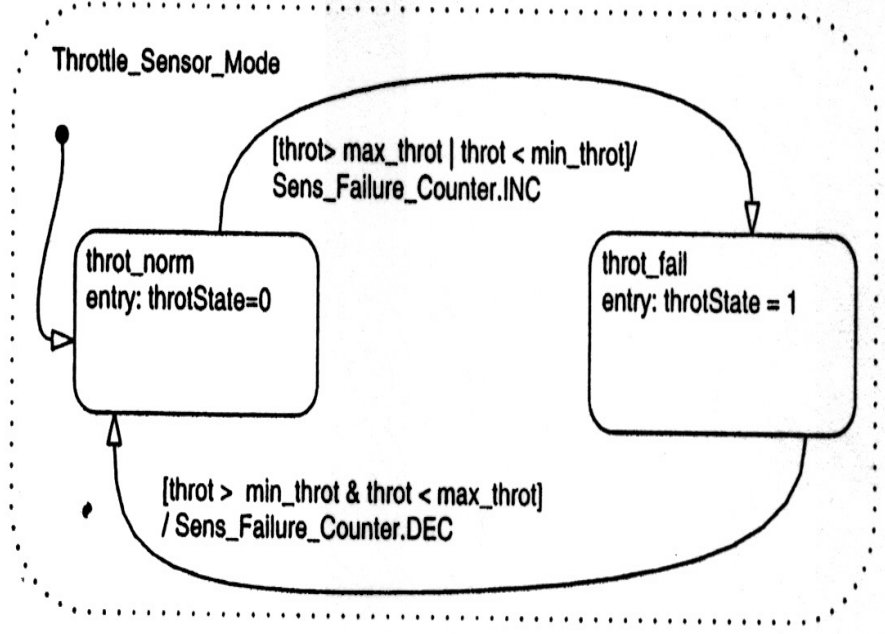 Throttle_Sensor_Mode
[throt> max_throt | throt < min_throt]/
Sens_Failure_Counter.INC
throt_norm
entry: throtState=0
throt_fail
entry: throtState = 1
[throt > min_throt & throt < max_throt]
/ Sens_Failure_Counter.DEC